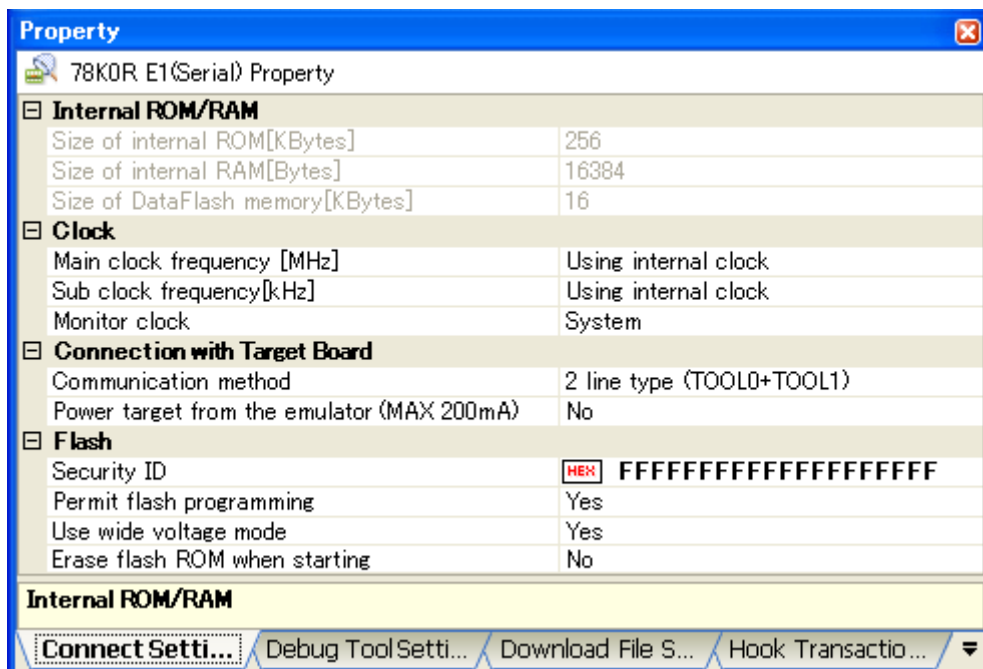 Property
78K0R E1(Serial) Property
Internal ROM/RAM
Size of internal ROM[KBytes] 256
Size of internal RAM[Bytes] 16384
Size of DataFlash memory[KBytes] 16
Clock
Main clock frequency [MHz] Using internal clock
Sub clock frequency[kHz] Using internal clock
Monitor clock System
Connection with Target Board
Communication method 2 line type (TOOL0+TOOL1)
Power target from the emulator (MAX 200mA) No
Flash
Security ID HEX FFFFFFFFFFFFFFFFFFFF
Permit flash programming Yes
Use wide voltage mode Yes
Erase flash ROM when starting No
Internal ROM/RAM
Connect Setti... Debug Tool Setti... Download File S... Hook Transactio...